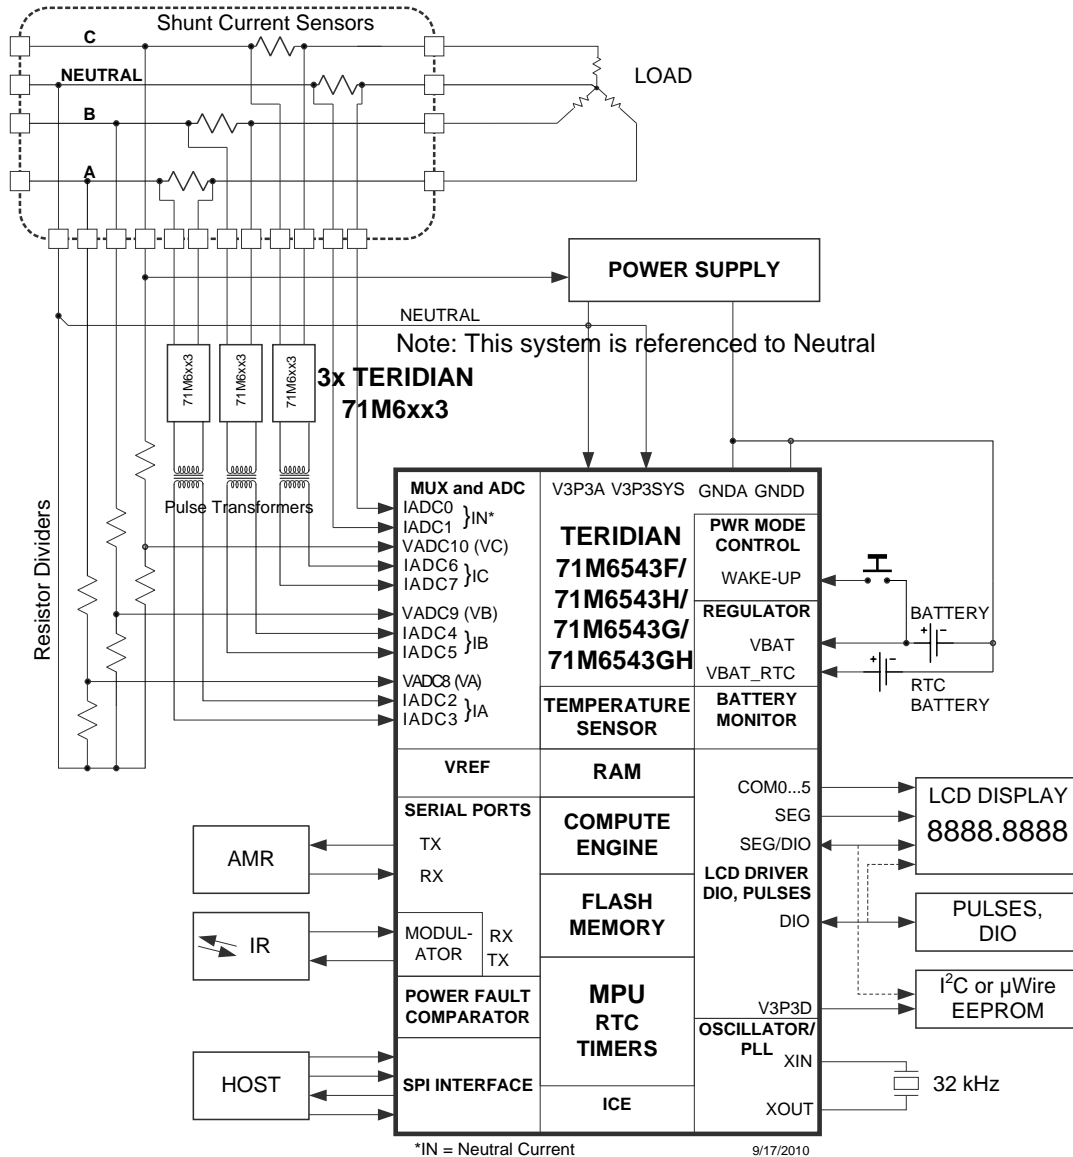 Shunt Current Sensors
C
NEUTRAL
B
A
LOAD
POWER SUPPLY
NEUTRAL
Note: This system is referenced to Neutral
71M6xx3
71M6xx3
71M6xx3
3x TERIDIAN
71M6xx3
Resistor Dividers
Pulse Transformers
MUX and ADC
IADC0
IADC1
}IN*
VADC10 (VC)
IADC6
IADC7
}IC
VADC9 (VB)
IADC4
IADC5
}IB
VADC8 (VA)
IADC2
IADC3
}IA
V3P3A V3P3SYS
GNDA GNDD
TERIDIAN
71M6543F/
71M6543H/
71M6543G/
71M6543GH
PWR MODE
CONTROL
WAKE-UP
REGULATOR
VBAT
VBAT_RTC
BATTERY
RTC
BATTERY
TEMPERATURE
SENSOR
BATTERY
MONITOR
VREF
RAM
SERIAL PORTS
TX
RX
COMPUTE
ENGINE
COM0...5
SEG
SEG/DIO
LCD DRIVER
DIO, PULSES
DIO
V3P3D
LCD DISPLAY
8888.8888
PULSES,
DIO
I²C or µWire
EEPROM
AMR
IR
HOST
FLASH
MEMORY
MODUL-
ATOR
RX
TX
POWER FAULT
COMPARATOR
MPU
RTC
TIMERS
OSCILLATOR/
PLL
XIN
XOUT
32 kHz
SPI INTERFACE
ICE
*IN = Neutral Current
9/17/2010